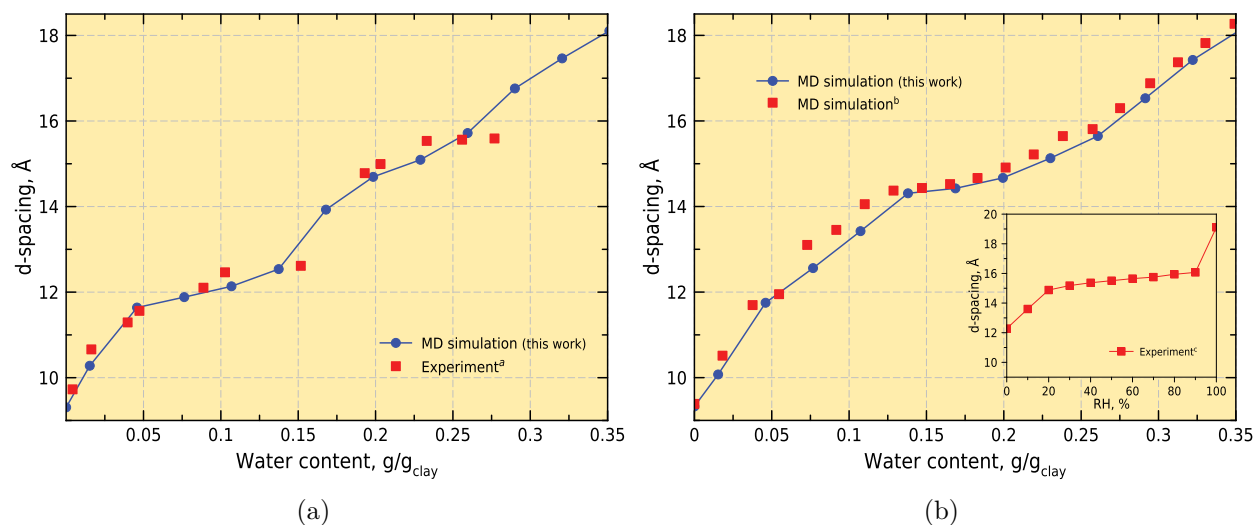 18
16
14
12
10
d-spacing, Å
MD simulation (this work)
Experimentᵃ
0.05 0.1 0.15 0.2 0.25 0.3 0.35
Water content, g/g_clay
(a)
18
16
14
12
10
d-spacing, Å
MD simulation (this work)
MD simulationᵇ
20
18
16
14
12
10
d-spacing, Å
Experimentᶜ
0 20 40 60 80 100
RH, %
0 0.05 0.1 0.15 0.2 0.25 0.3 0.35
Water content, g/g_clay
(b)